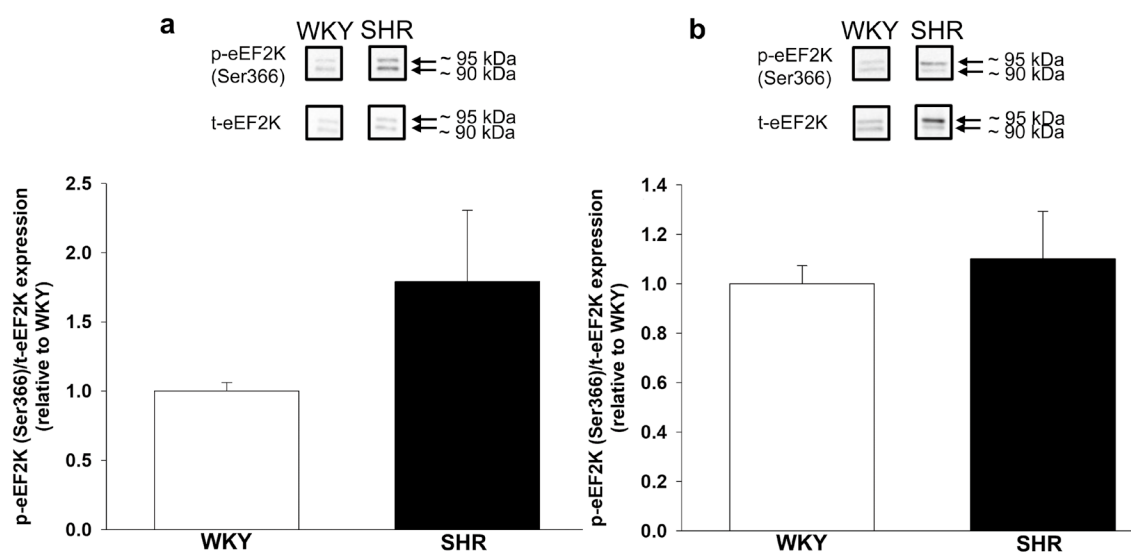 a
WKY SHR
p-eEF2K
(Ser366)
~ 95 kDa
~ 90 kDa
t-eEF2K
~ 95 kDa
~ 90 kDa
p-eEF2K (Ser366)/t-eEF2K expression
(relative to WKY)
2.5
2.0
1.5
1.0
0.5
0.0
WKY
SHR
b
WKY SHR
p-eEF2K
(Ser366)
~ 95 kDa
~ 90 kDa
t-eEF2K
~ 95 kDa
~ 90 kDa
p-eEF2K (Ser366)/t-eEF2K expression
(relative to WKY)
1.4
1.2
1.0
0.8
0.6
0.4
0.2
0.0
WKY
SHR